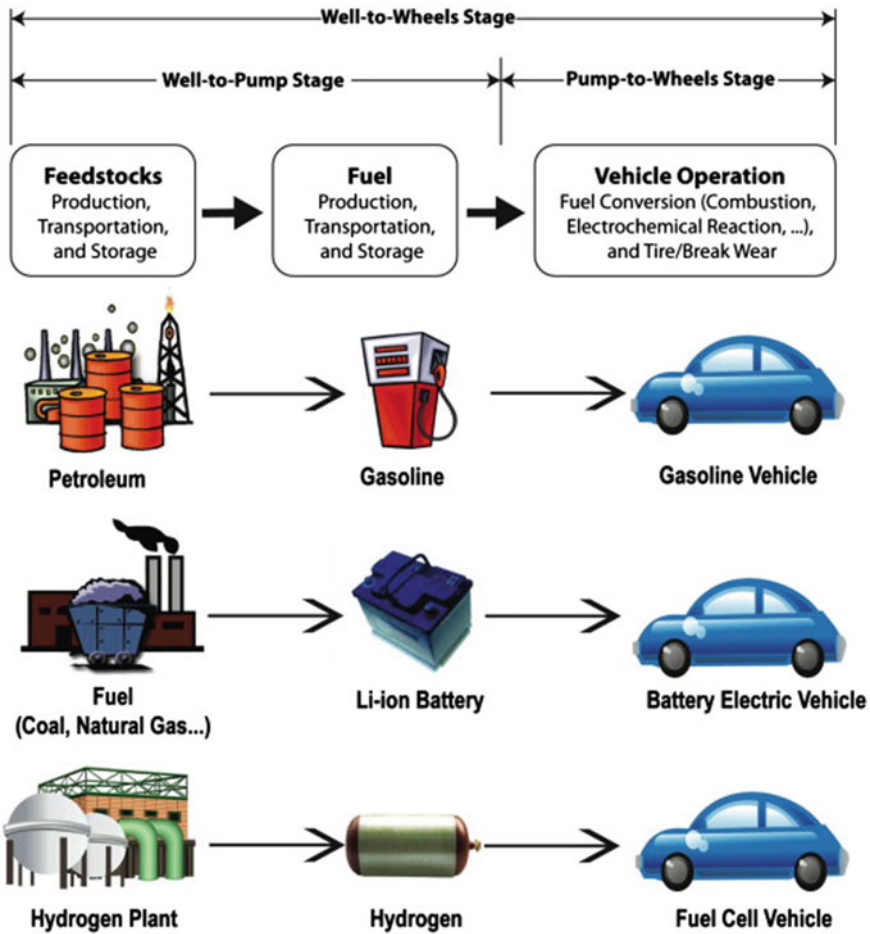 Well-to-Wheels Stage
Well-to-Pump Stage
Pump-to-Wheels Stage
Feedstocks
Production,
Transportation,
and Storage
Fuel
Production,
Transportation,
and Storage
Vehicle Operation
Fuel Conversion (Combustion,
Electrochemical Reaction, ...),
and Tire/Break Wear
Petroleum
Gasoline
Gasoline Vehicle
Fuel
(Coal, Natural Gas...)
Li-ion Battery
Battery Electric Vehicle
Hydrogen Plant
Hydrogen
Fuel Cell Vehicle